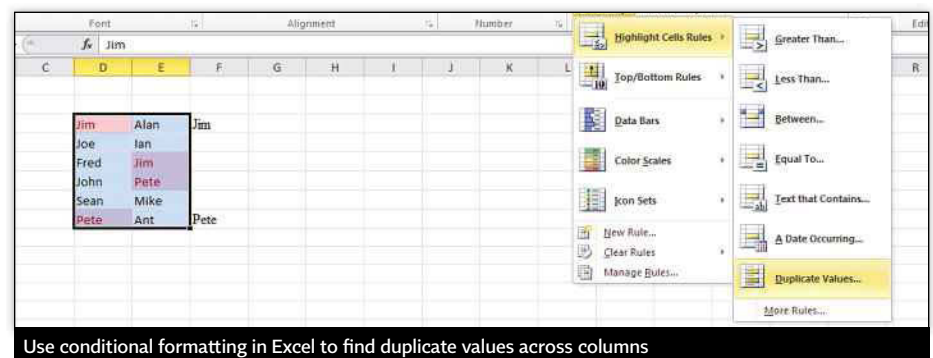 Font Alignment Number Edit
fx Jim
C D E F G H I J K L R
Jim Alan Jim
Joe Ian
Fred Jim
John Pete
Sean Mike
Pete Ant Pete
Highlight Cells Rules
Top/Bottom Rules
Data Bars
Color Scales
Icon Sets
New Rule...
Clear Rules
Manage Rules...
Greater Than...
Less Than...
Between...
Equal To...
Text that Contains...
A Date Occurring...
Duplicate Values...
More Rules...
Use conditional formatting in Excel to find duplicate values across columns